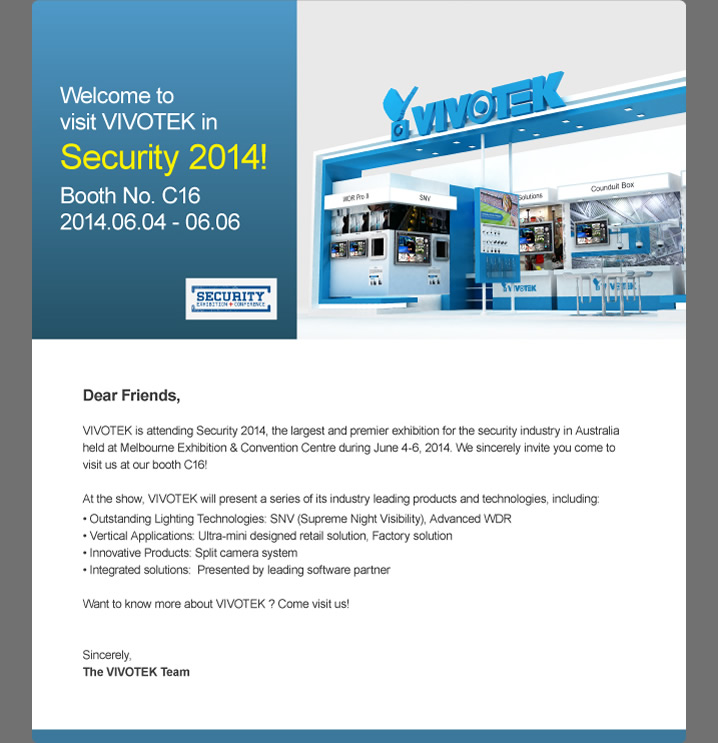 Welcome to
visit VIVOTEK in
Security 2014!
Booth No. C16
2014.06.04 - 06.06
SECURITY
EXHIBITION + CONFERENCE
VIVOTEK
WDR Pro II
SNV
Solutions
Counduit Box
VIVOTEK
VIVOTEK
Dear Friends,
VIVOTEK is attending Security 2014, the largest and premier exhibition for the security industry in Australia
held at Melbourne Exhibition & Convention Centre during June 4-6, 2014. We sincerely invite you come to
visit us at our booth C16!
At the show, VIVOTEK will present a series of its industry leading products and technologies, including:
• Outstanding Lighting Technologies: SNV (Supreme Night Visibility), Advanced WDR
• Vertical Applications: Ultra-mini designed retail solution, Factory solution
• Innovative Products: Split camera system
• Integrated solutions:  Presented by leading software partner
Want to know more about VIVOTEK ? Come visit us!
Sincerely,
The VIVOTEK Team